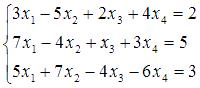 3x₁ − 5x₂ + 2x₃ + 4x₄ = 2
7x₁ − 4x₂ + x₃ + 3x₄ = 5
5x₁ + 7x₂ − 4x₃ − 6x₄ = 3